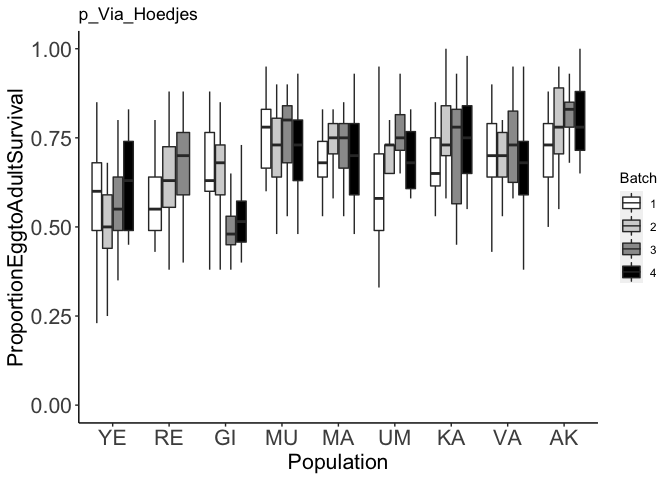 p_Via_Hoedjes
ProportionEggtoAdultSurvival
1.00
0.75
0.50
0.25
0.00
YE RE GI MU MA UM KA VA AK
Population
Batch
1
2
3
4